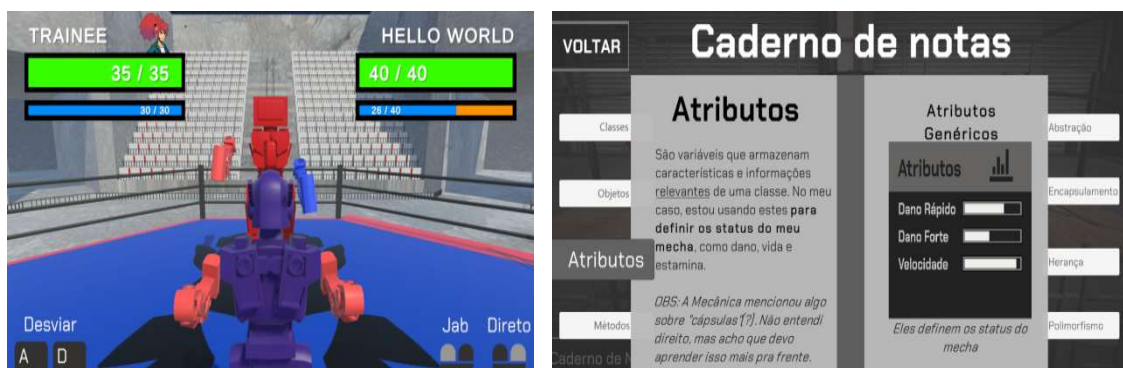 TRAINEE
HELLO WORLD
35 / 35
40 / 40
30 / 30
26 / 40
Desviar
A D
Jab Direto
VOLTAR
Caderno de notas
Classes
Objetos
Atributos
Métodos
Caderno de N
Atributos
São variáveis que armazenam
características e informações
relevantes de uma classe. No meu
caso, estou usando estes para
definir os status do meu
mecha, como dano, vida e
estamina.
OBS: A Mecânica mencionou algo
sobre "cápsulas"(?). Não entendi
direito, mas acho que devo
aprender isso mais pra frente.
Atributos
Genéricos
Atributos
Dano Rápido
Dano Forte
Velocidade
Eles definem os status do
mecha
Abstração
Encapsulamento
Herança
Polimorfismo